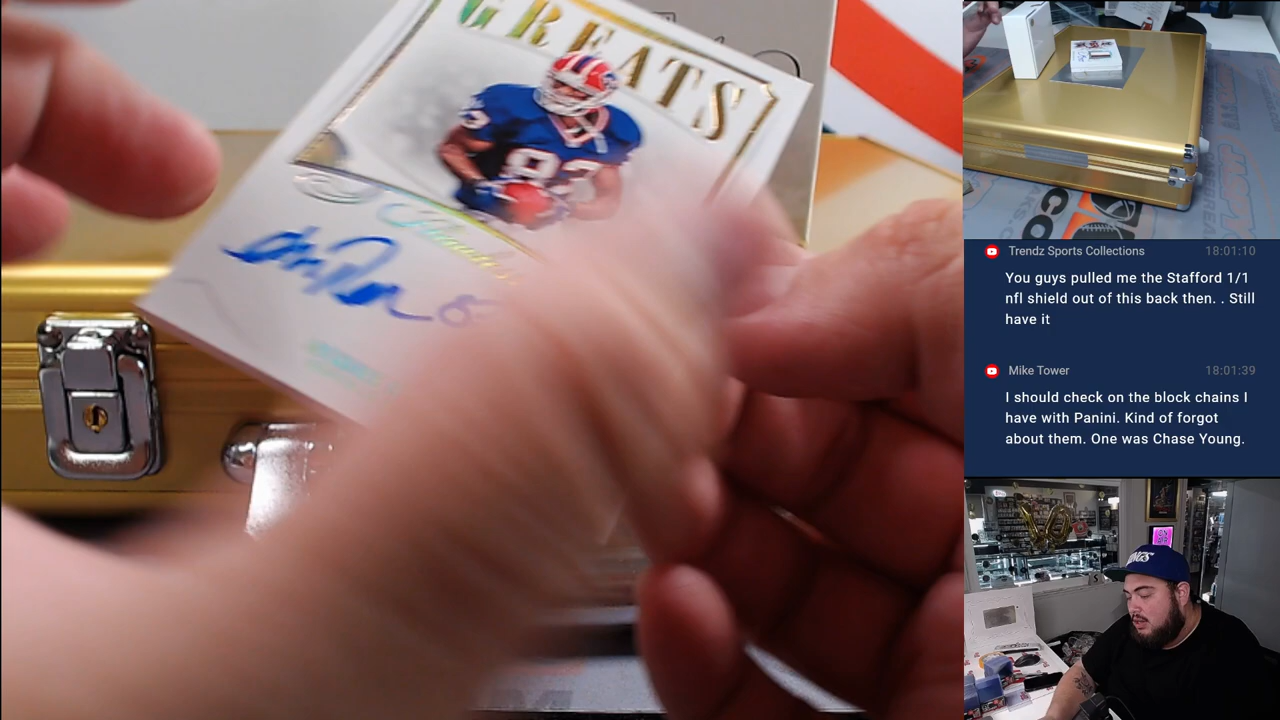 GREATS
83
Trendz Sports Collections 18:01:10
You guys pulled me the Stafford 1/1
nfl shield out of this back then. . Still
have it
Mike Tower 18:01:39
I should check on the block chains I
have with Panini. Kind of forgot
about them. One was Chase Young.